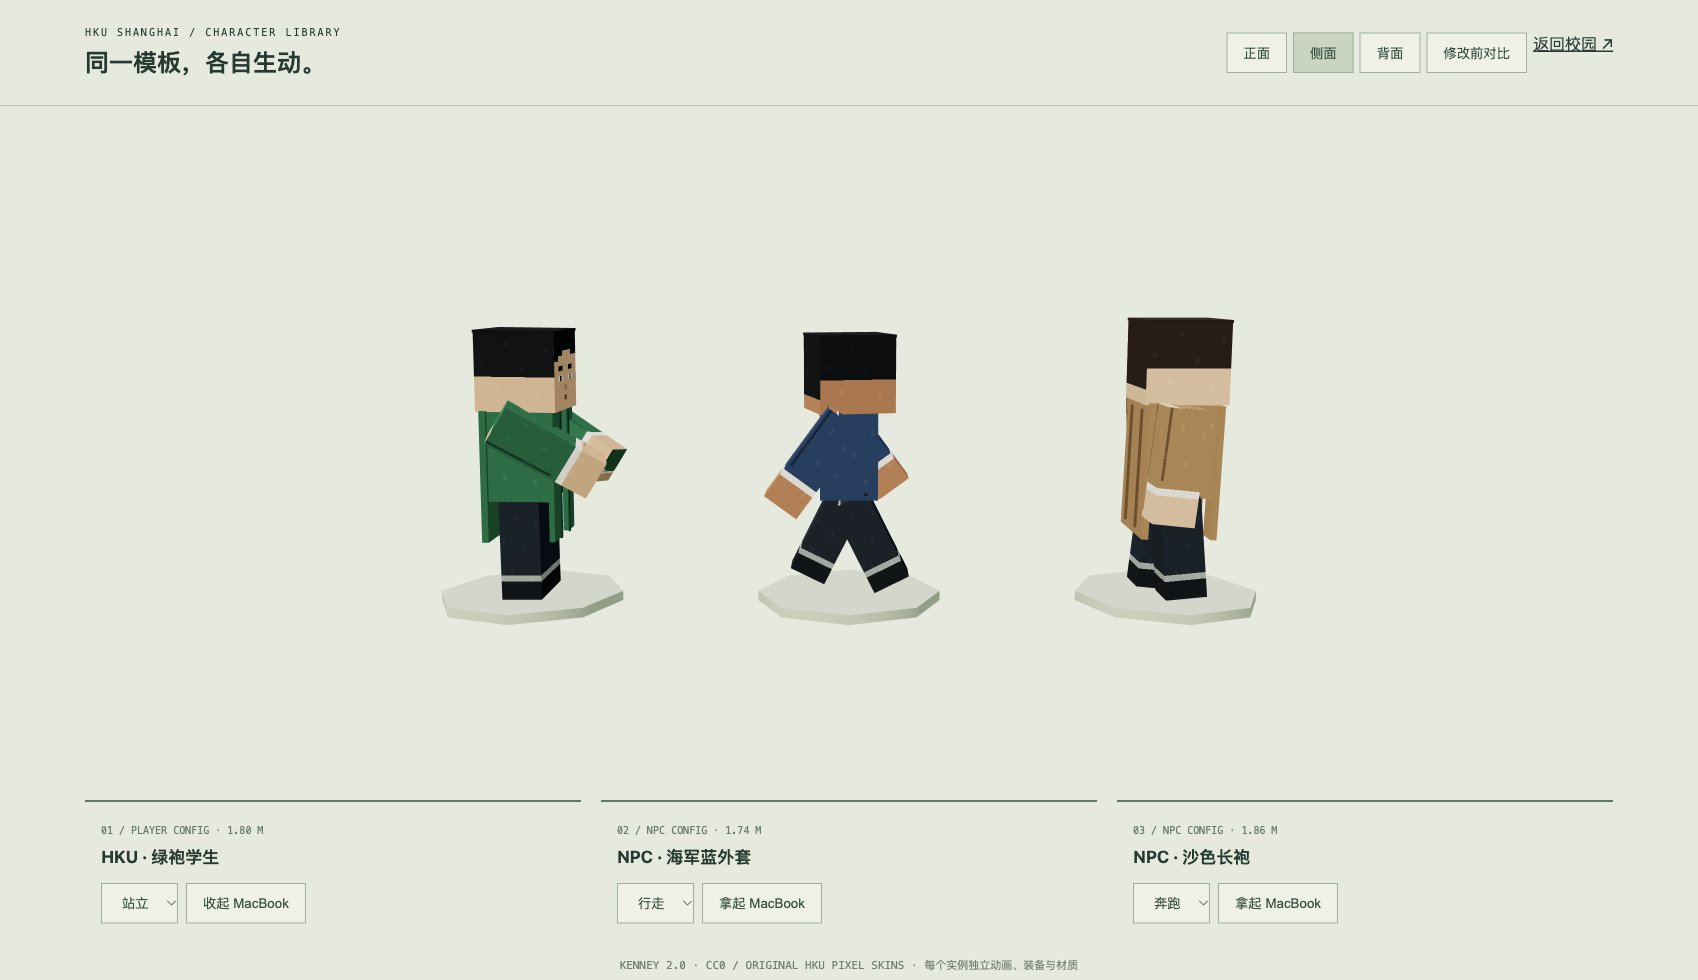 HKU SHANGHAI / CHARACTER LIBRARY
同一模板，各自生动。
正面
侧面
背面
修改前对比
返回校园 ↗
01 / PLAYER CONFIG · 1.80 M
HKU · 绿袍学生
站立
收起 MacBook
02 / NPC CONFIG · 1.74 M
NPC · 海军蓝外套
行走
拿起 MacBook
03 / NPC CONFIG · 1.86 M
NPC · 沙色长袍
奔跑
拿起 MacBook
KENNEY 2.0 · CC0 / ORIGINAL HKU PIXEL SKINS · 每个实例独立动画、装备与材质